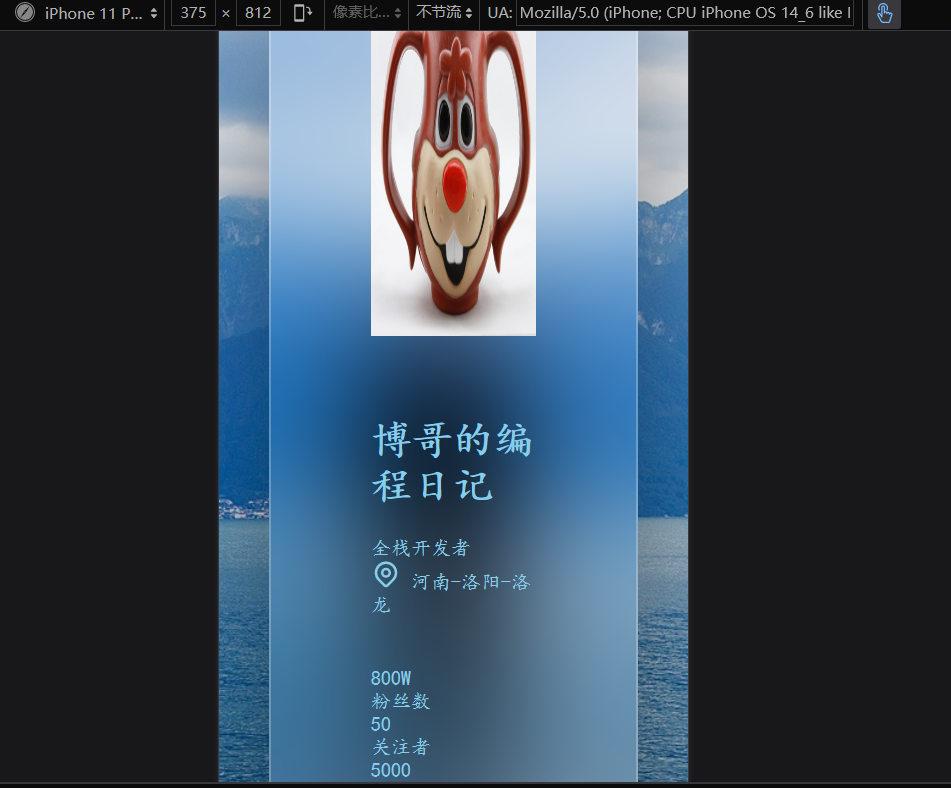 iPhone 11 P... 375 × 812 像素比... 不节流 UA: Mozilla/5.0 (iPhone; CPU iPhone OS 14_6 like
博哥的编
程日记
全栈开发者
河南-洛阳-洛
龙
800W
粉丝数
50
关注者
5000